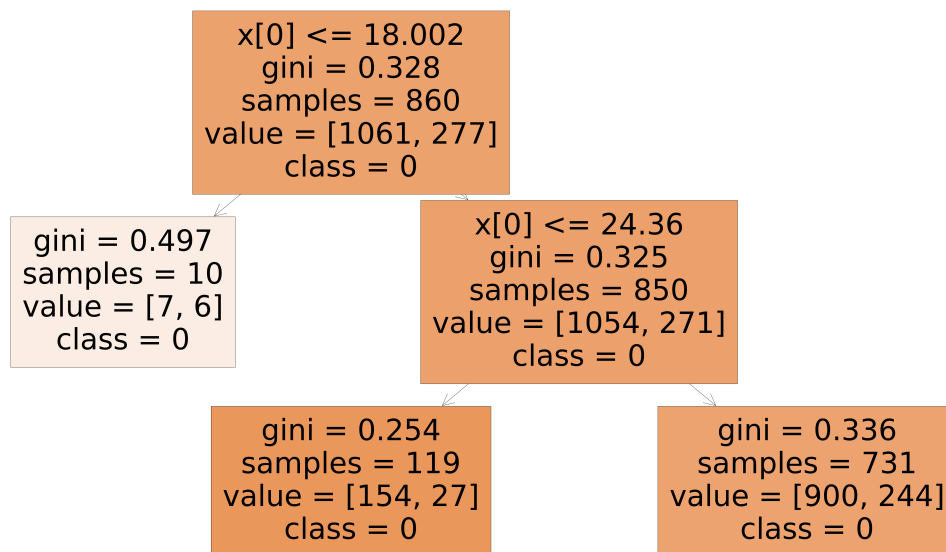 x[0] <= 18.002
gini = 0.328
samples = 860
value = [1061, 277]
class = 0
gini = 0.497
samples = 10
value = [7, 6]
class = 0
x[0] <= 24.36
gini = 0.325
samples = 850
value = [1054, 271]
class = 0
gini = 0.254
samples = 119
value = [154, 27]
class = 0
gini = 0.336
samples = 731
value = [900, 244]
class = 0